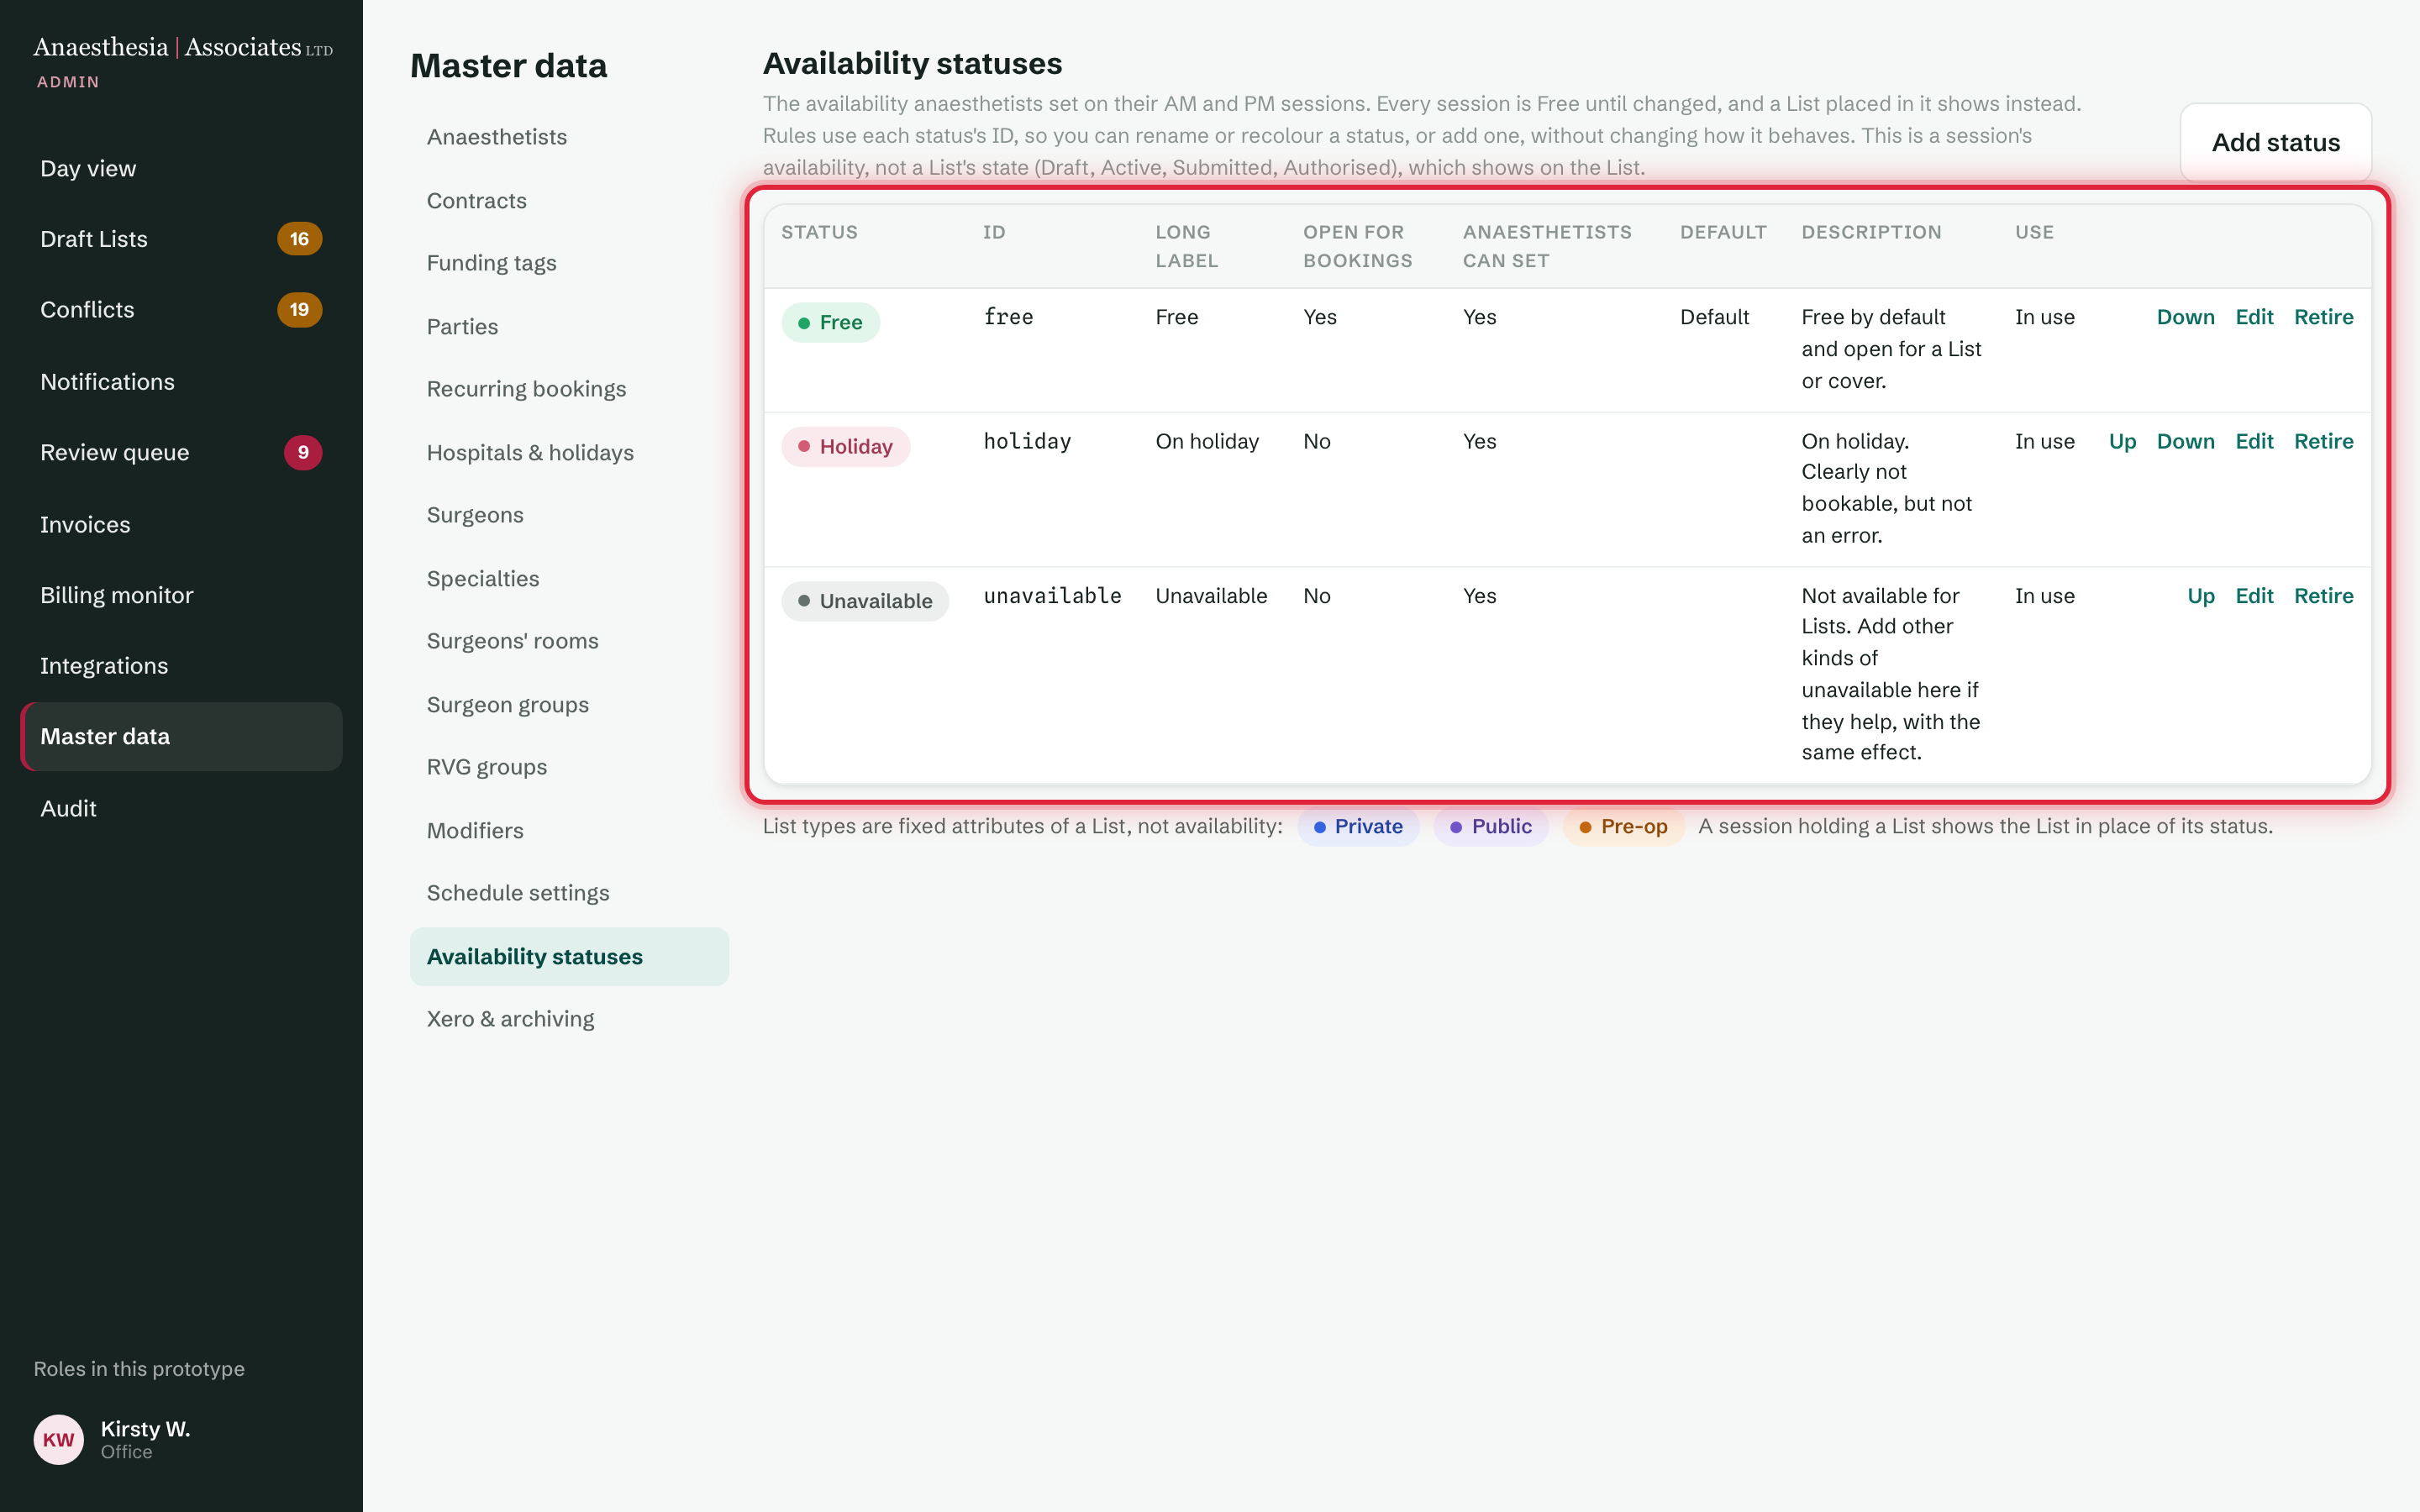 Anaesthesia | Associates LTD
ADMIN
Day view
Draft Lists 16
Conflicts 19
Notifications
Review queue 9
Invoices
Billing monitor
Integrations
Master data
Audit
Roles in this prototype
KW
Kirsty W.
Office
Master data
Anaesthetists
Contracts
Funding tags
Parties
Recurring bookings
Hospitals & holidays
Surgeons
Specialties
Surgeons' rooms
Surgeon groups
RVG groups
Modifiers
Schedule settings
Availability statuses
Xero & archiving
Availability statuses
The availability anaesthetists set on their AM and PM sessions. Every session is Free until changed, and a List placed in it shows instead.
Rules use each status's ID, so you can rename or recolour a status, or add one, without changing how it behaves. This is a session's
availability, not a List's state (Draft, Active, Submitted, Authorised), which shows on the List.
Add status
STATUS ID LONG LABEL OPEN FOR BOOKINGS ANAESTHETISTS CAN SET DEFAULT DESCRIPTION USE
Free free Free Yes Yes Default Free by default
and open for a List
or cover.
In use Down Edit Retire
Holiday holiday On holiday No Yes On holiday.
Clearly not
bookable, but not
an error.
In use Up Down Edit Retire
Unavailable unavailable Unavailable No Yes Not available for
Lists. Add other
kinds of
unavailable here if
they help, with the
same effect.
In use Up Edit Retire
List types are fixed attributes of a List, not availability: Private Public Pre-op A session holding a List shows the List in place of its status.